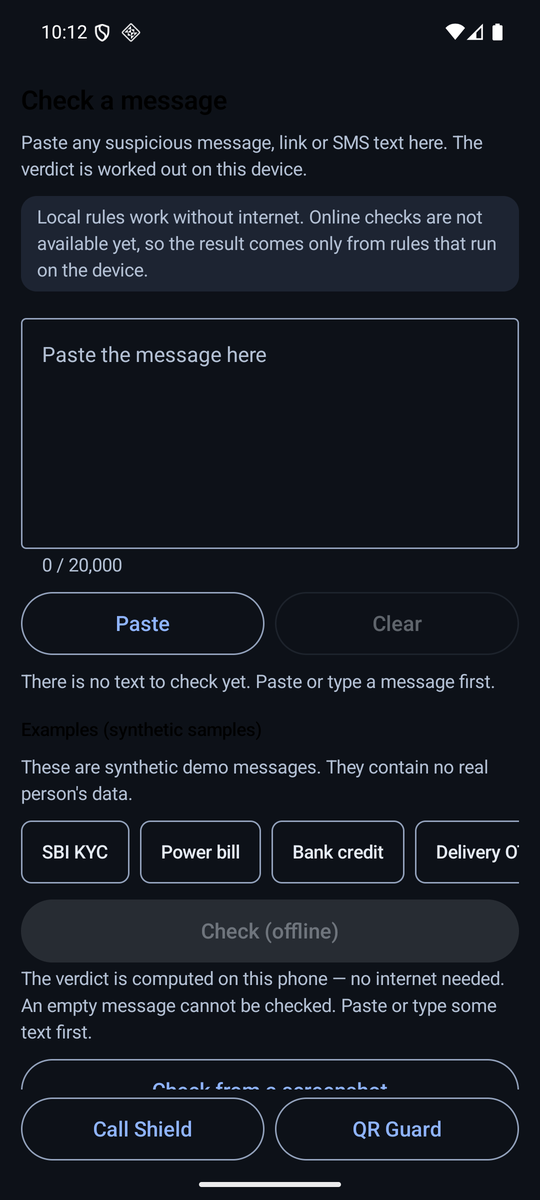 10:12
Check a message
Paste any suspicious message, link or SMS text here. The
verdict is worked out on this device.
Local rules work without internet. Online checks are not
available yet, so the result comes only from rules that run
on the device.
Paste the message here
0 / 20,000
Paste
Clear
There is no text to check yet. Paste or type a message first.
Examples (synthetic samples)
These are synthetic demo messages. They contain no real
person's data.
SBI KYC
Power bill
Bank credit
Delivery
Check (offline)
The verdict is computed on this phone — no internet needed.
An empty message cannot be checked. Paste or type some
text first.
Check from a screenshot
Call Shield
QR Guard